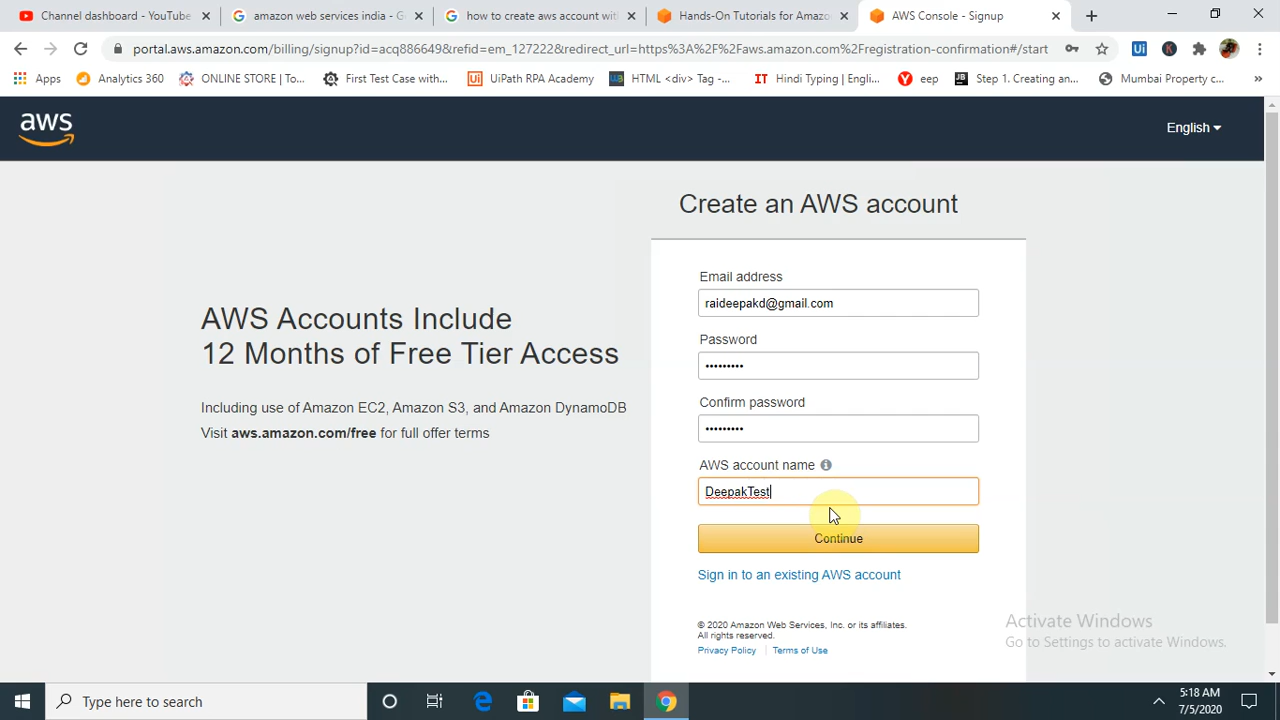 Channel dashboard - YouTube
amazon web services india - G
how to create aws account wit
Hands-On Tutorials for Amazo
AWS Console - Signup
portal.aws.amazon.com/billing/signup?id=acq886649&refid=em_127222&redirect_url=https%3A%2F%2Faws.amazon.com%2Fregistration-confirmation#/start
Apps
Analytics 360
ONLINE STORE | To...
First Test Case with...
UiPath RPA Academy
HTML <div> Tag -...
Hindi Typing | Engli...
eep
Step 1. Creating an...
Mumbai Property c...
aws
English
Create an AWS account
AWS Accounts Include
12 Months of Free Tier Access
Including use of Amazon EC2, Amazon S3, and Amazon DynamoDB
Visit aws.amazon.com/free for full offer terms
Email address
raideepakd@gmail.com
Password
•••••••••
Confirm password
•••••••••
AWS account name
DeepakTest
Continue
Sign in to an existing AWS account
© 2020 Amazon Web Services, Inc. or its affiliates.
All rights reserved.
Privacy Policy | Terms of Use
Activate Windows
Go to Settings to activate Windows.
Type here to search
5:18 AM
7/5/2020